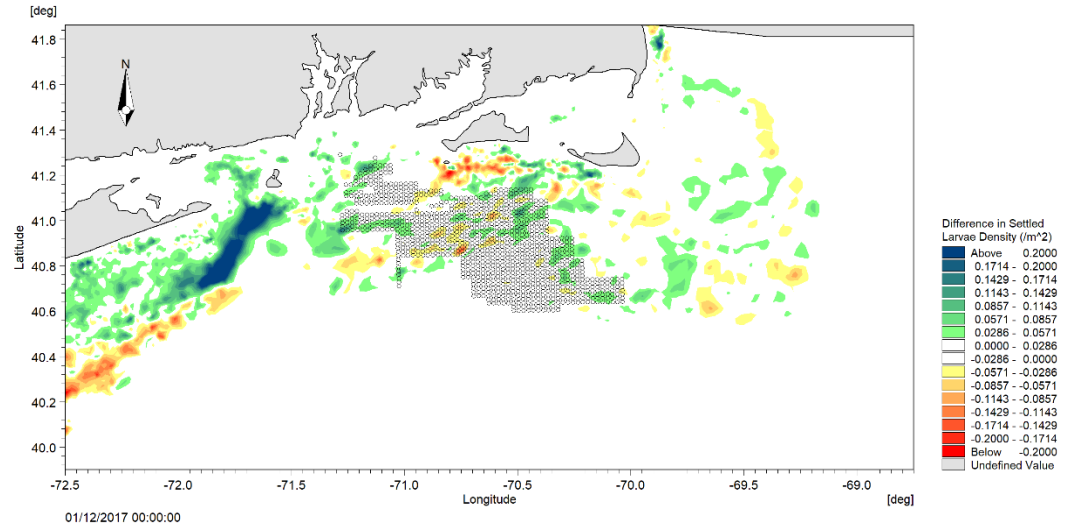 [deg]
41.8
41.6
41.4
41.2
41.0
40.8
40.6
40.4
40.2
40.0
Latitude
N
-72.5 -72.0 -71.5 -71.0 -70.5 -70.0 -69.5 -69.0
Longitude
[deg]
01/12/2017 00:00:00
Difference in Settled
Larvae Density (/m^2)
Above 0.2000
0.1714 - 0.2000
0.1429 - 0.1714
0.1143 - 0.1429
0.0857 - 0.1143
0.0571 - 0.0857
0.0286 - 0.0571
0.0000 - 0.0286
-0.0286 - 0.0000
-0.0571 - -0.0286
-0.0857 - -0.0571
-0.1143 - -0.0857
-0.1429 - -0.1143
-0.1714 - -0.1429
-0.2000 - -0.1714
Below -0.2000
Undefined Value